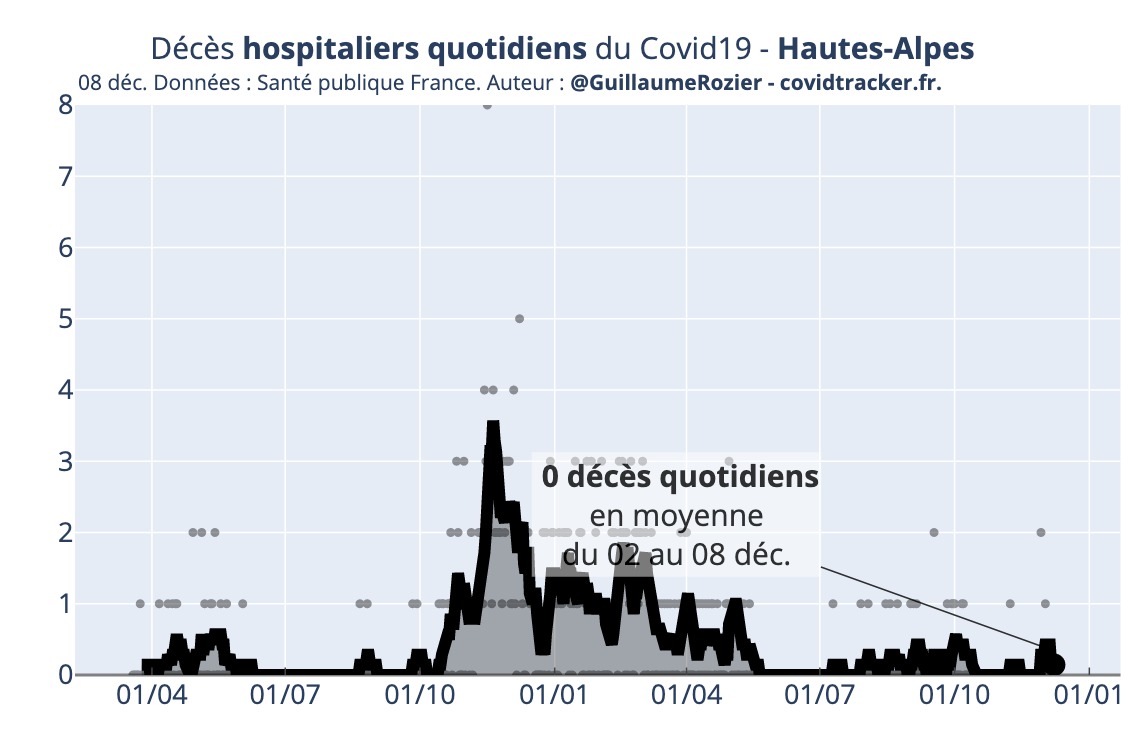 Décès hospitaliers quotidiens du Covid19 - Hautes-Alpes
08 déc. Données : Santé publique France. Auteur : @GuillaumeRozier - covidtracker.fr.
8
7
6
5
4
3
2
1
0
0 décès quotidiens
en moyenne
du 02 au 08 déc.
01/04 01/07 01/10 01/01 01/04 01/07 01/10 01/01